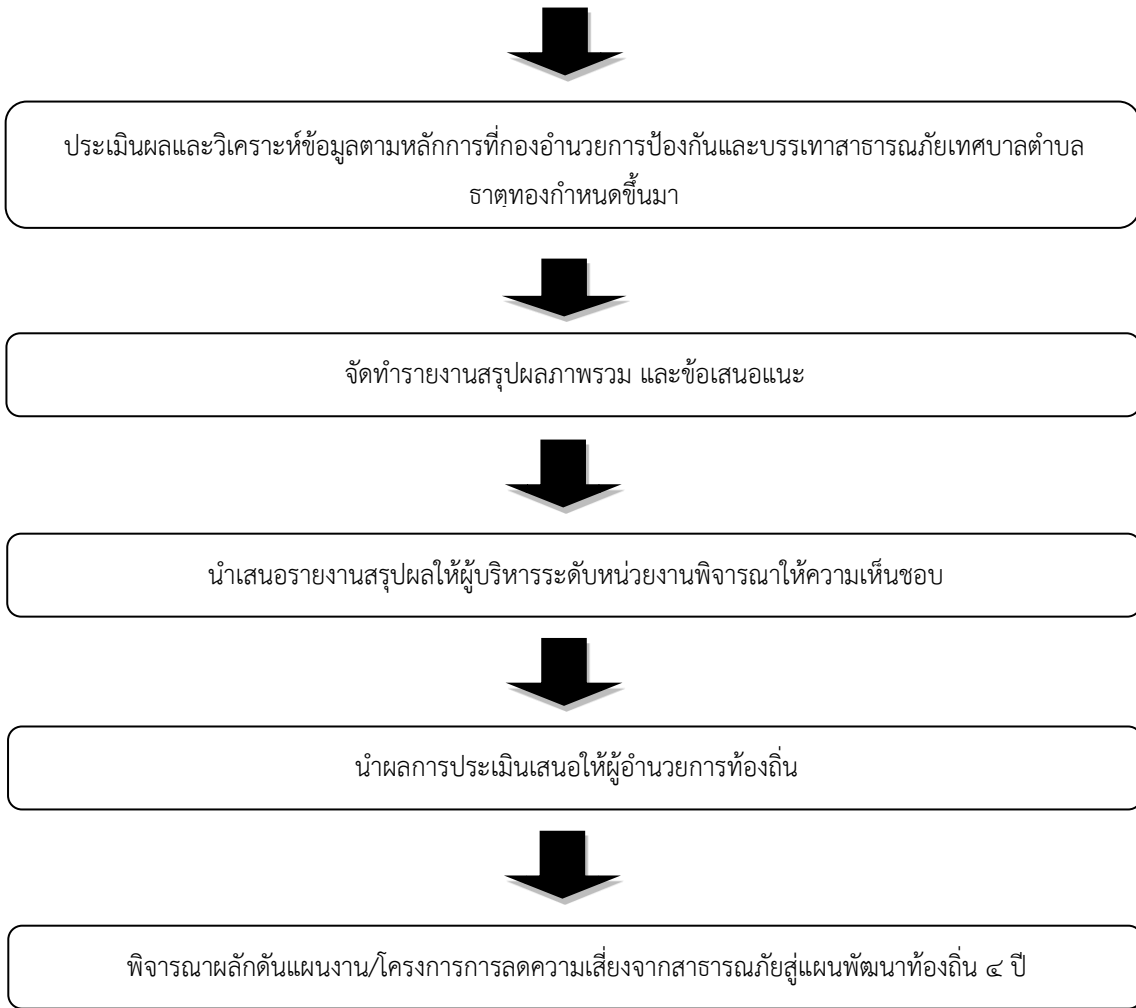 ประเมินผลและวิเคราะห์ข้อมูลตามหลักการที่กองอำนวยการป้องกันและบรรเทาสาธารณภัยเทศบาลตำบล
ธาตุทองกำหนดขึ้นมา
จัดทำรายงานสรุปผลภาพรวม และข้อเสนอแนะ
นำเสนอรายงานสรุปผลให้ผู้บริหารระดับหน่วยงานพิจารณาให้ความเห็นชอบ
นำผลการประเมินเสนอให้ผู้อำนวยการท้องถิ่น
พิจารณาผลักดันแผนงาน/โครงการการลดความเสี่ยงจากสาธารณภัยสู่แผนพัฒนาท้องถิ่น ๔ ปี